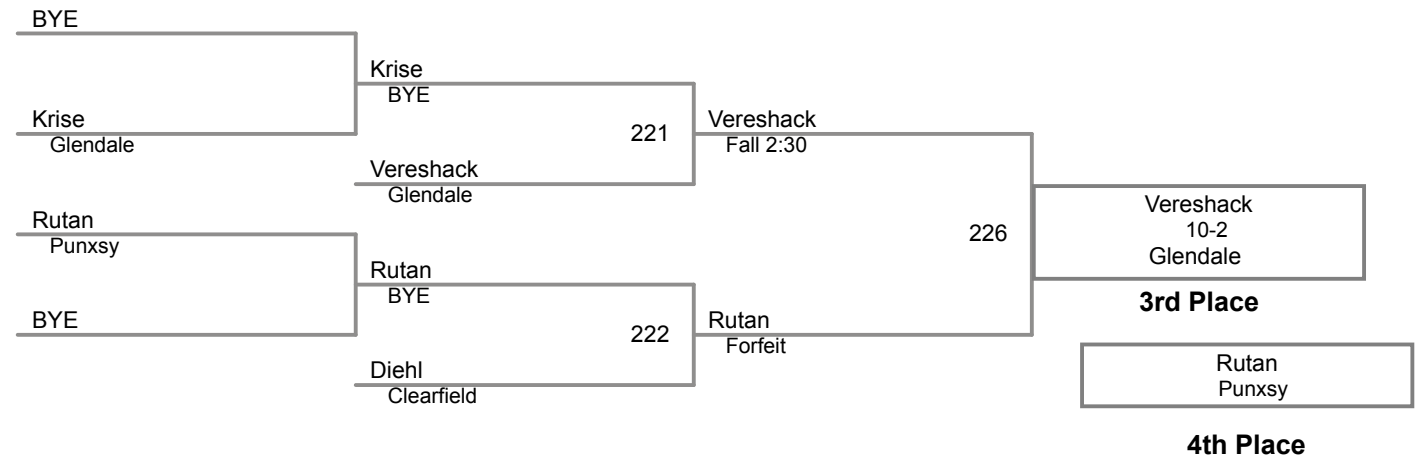 BYE
Krise
BYE
Krise
Glendale
221
Vereshack
Fall 2:30
Vereshack
Glendale
Rutan
Punxsy
226
Vereshack
10-2
Glendale
Rutan
BYE
3rd Place
BYE
222
Rutan
Forfeit
Diehl
Clearfield
Rutan
Punxsy
4th Place